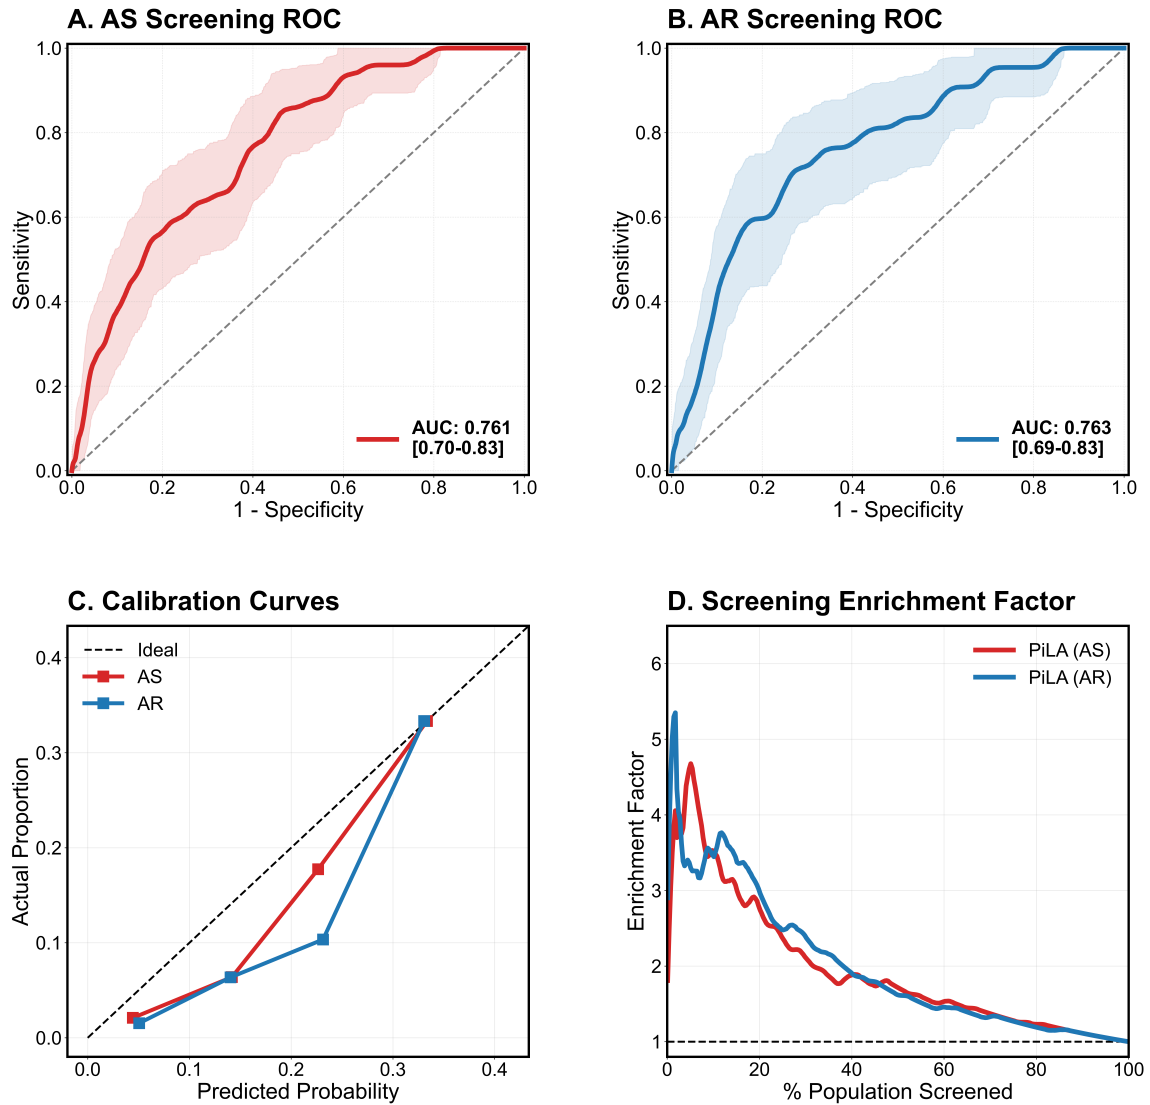 A. AS Screening ROC
Sensitivity
1.0
0.8
0.6
0.4
0.2
0.0
AUC: 0.761
[0.70-0.83]
0.0 0.2 0.4 0.6 0.8 1.0
1 - Specificity
B. AR Screening ROC
Sensitivity
1.0
0.8
0.6
0.4
0.2
0.0
AUC: 0.763
[0.69-0.83]
0.0 0.2 0.4 0.6 0.8 1.0
1 - Specificity
C. Calibration Curves
Actual Proportion
0.4
0.3
0.2
0.1
0.0
Ideal
AS
AR
0.0 0.1 0.2 0.3 0.4
Predicted Probability
D. Screening Enrichment Factor
Enrichment Factor
6
5
4
3
2
1
PiLA (AS)
PiLA (AR)
0 20 40 60 80 100
% Population Screened